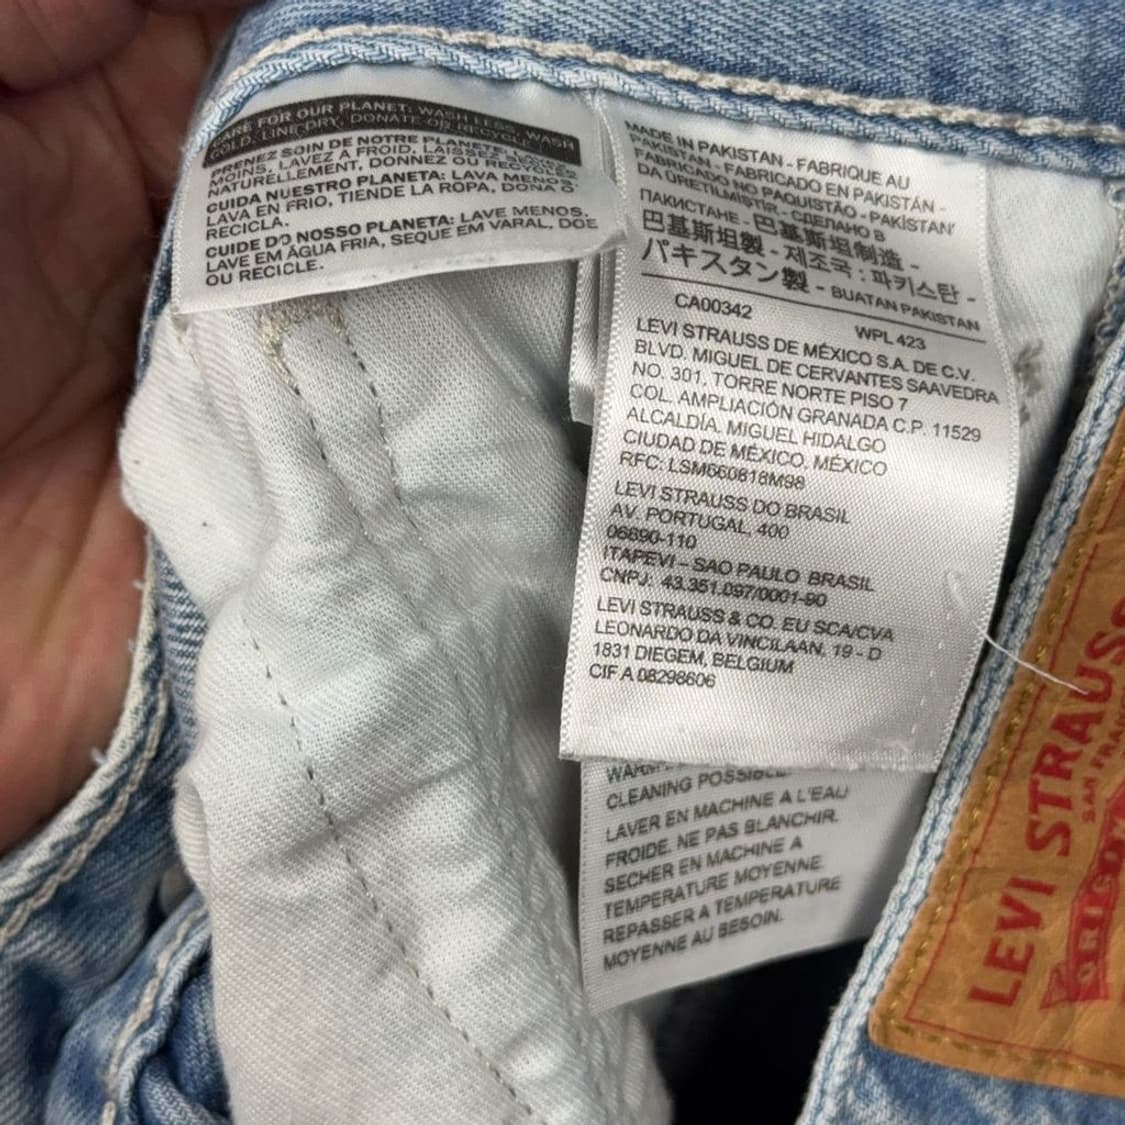 CARE FOR OUR PLANET: WASH LESS, WASH
COLD, LINE DRY, DONATE OR RECYCLE.
PRENEZ SOIN DE NOTRE PLANETE:
MOINS, LAVEZ A FROID,
NATURELLEMENT, DONNEZ OU RECYCLEZ
CUIDA NUESTRO PLANETA: LAVA MENOS,
LAVA EN FRIO, TIENDE LA ROPA, DONA O
RECICLA.
CUIDE DO NOSSO PLANETA: LAVE MENOS.
LAVE EM ÁGUA FRIA, SEQUE EM VARAL, DOE
OU RECICLE.
MADE IN PAKISTAN - FABRIQUE AU
PAKISTAN - FABRICADO EN PAKISTÁN -
FABRICADO NO PAQUISTÃO - PAKİSTAN'
DA ÜRETİLMİŞTİR - СДЕЛАНО В
ПАКИСТАНЕ - 巴基斯坦制造 -
巴基斯坦製 - 제조국 : 파키스탄 -
パキスタン製 - BUATAN PAKISTAN
CA00342
WPL 423
LEVI STRAUSS DE MÉXICO S.A. DE C.V.
BLVD. MIGUEL DE CERVANTES SAAVEDRA
NO. 301, TORRE NORTE PISO 7
COL. AMPLIACIÓN GRANADA C.P. 11529
ALCALDÍA. MIGUEL HIDALGO
CIUDAD DE MÉXICO. MÉXICO
RFC: LSM660818M98
LEVI STRAUSS DO BRASIL
AV. PORTUGAL, 400
06690-110
ITAPEVI - SAO PAULO BRASIL
CNPJ: 43.351.097/0001-90
LEVI STRAUSS & CO. EU SCA/CVA
LEONARDO DA VINCILAAN, 19 - D
1831 DIEGEM, BELGIUM
CIF A 08298606
CLEANING POSSIBLE.
LAVER EN MACHINE A L'EAU
FROIDE. NE PAS BLANCHIR.
SECHER EN MACHINE A
TEMPERATURE MOYENNE.
REPASSER A TEMPERATURE
MOYENNE AU BESOIN.
LEVI STRAUSS